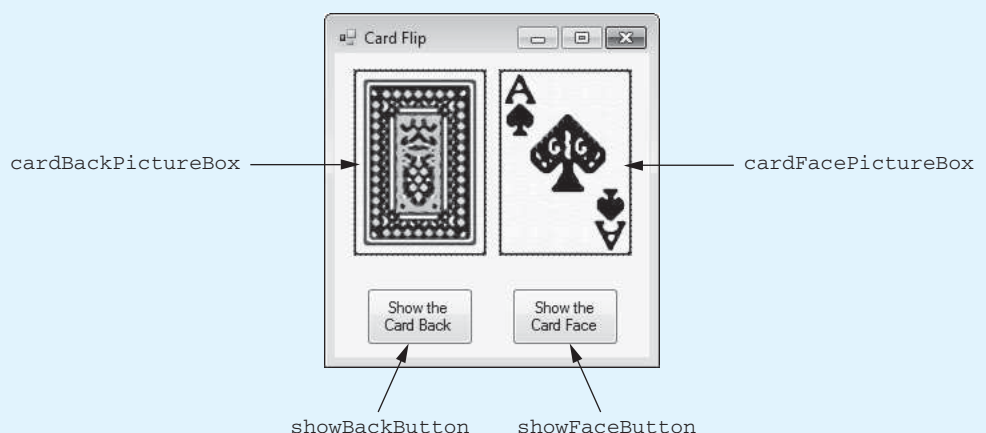 Card Flip
A
cardBackPictureBox
cardFacePictureBox
A
Show the
Card Back
Show the
Card Face
showBackButton
showFaceButton